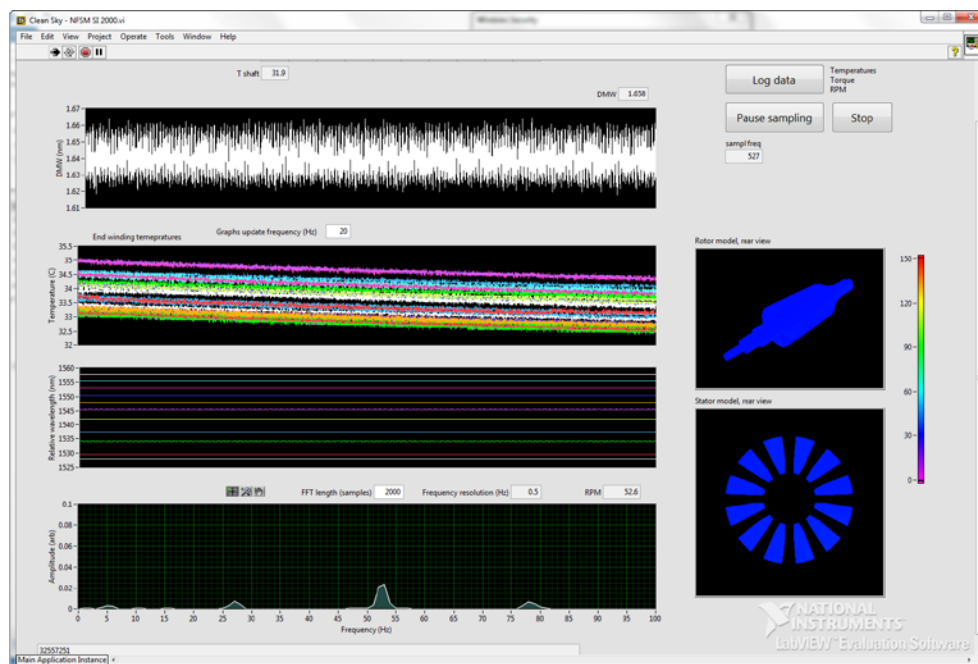 Clean Sky - NFSM SI 2000.vi
Windows Security
File Edit View Project Operate Tools Window Help
T shaft 31.9
DMW 1.658
Log data
Temperatures
Torque
RPM
Pause sampling
Stop
sampl freq
527
DMW (nm)
1.67
1.66
1.65
1.64
1.63
1.62
1.61
End winding temepratures
Graphs update frequency (Hz) 20
Temperature (C)
35.5
35
34.5
34
33.5
33
32.5
32
Relative wavelength (nm)
1560
1555
1550
1545
1540
1535
1530
1525
FFT length (samples) 2000 Frequency resolution (Hz) 0.5 RPM 52.6
Amplitude (arb)
0.1
0.08
0.06
0.04
0.02
0
0 5 10 15 20 25 30 35 40 45 50 55 60 65 70 75 80 85 90 95 100
Frequency (Hz)
Rotor model, rear view
150
120
90
60
30
0
Stator model, rear view
NATIONAL
INSTRUMENTS
LabVIEW Evaluation Software
32557251
Main Application Instance